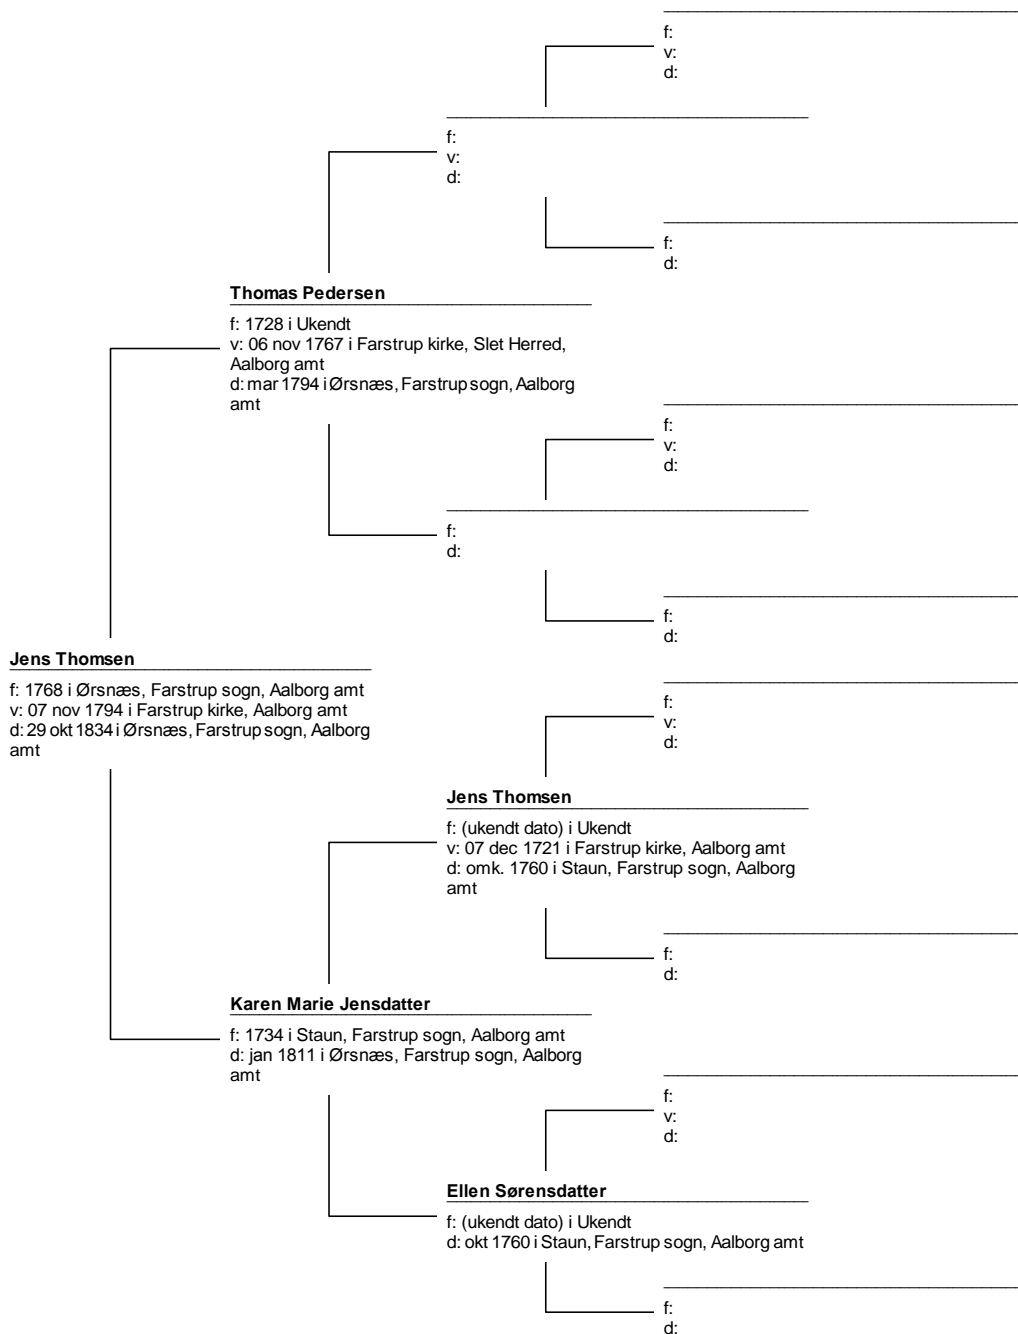 f:
v:
d:
f:
v:
d:
f:
d:
Thomas Pedersen
f: 1728 i Ukendt
v: 06 nov 1767 i Farstrup kirke, Slet Herred,
Aalborg amt
d: mar 1794 i Ørsnæs, Farstrup sogn, Aalborg
amt
f:
v:
d:
f:
d:
f:
d:
Jens Thomsen
f: 1768 i Ørsnæs, Farstrup sogn, Aalborg amt
v: 07 nov 1794 i Farstrup kirke, Aalborg amt
d: 29 okt 1834 i Ørsnæs, Farstrup sogn, Aalborg
amt
f:
v:
d:
Jens Thomsen
f: (ukendt dato) i Ukendt
v: 07 dec 1721 i Farstrup kirke, Aalborg amt
d: omk. 1760 i Staun, Farstrup sogn, Aalborg
amt
f:
d:
Karen Marie Jensdatter
f: 1734 i Staun, Farstrup sogn, Aalborg amt
d: jan 1811 i Ørsnæs, Farstrup sogn, Aalborg
amt
f:
v:
d:
Ellen Sørensdatter
f: (ukendt dato) i Ukendt
d: okt 1760 i Staun, Farstrup sogn, Aalborg amt
f:
d: